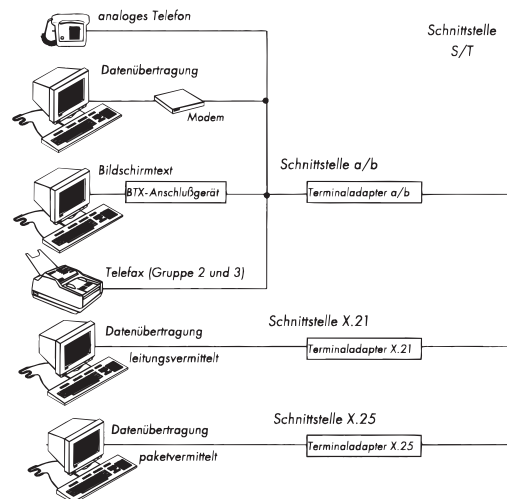 analoges Telefon
Schnittstelle
S/T
Datenübertragung
Modem
Bildschirmtext
BTX-Anschlußgerät
Schnittstelle a/b
Terminaladapter a/b
Telefax (Gruppe 2 und 3)
Datenübertragung
leitungsvermittelt
Schnittstelle X.21
Terminaladapter X.21
Datenübertragung
paketvermittelt
Schnittstelle X.25
Terminaladapter X.25